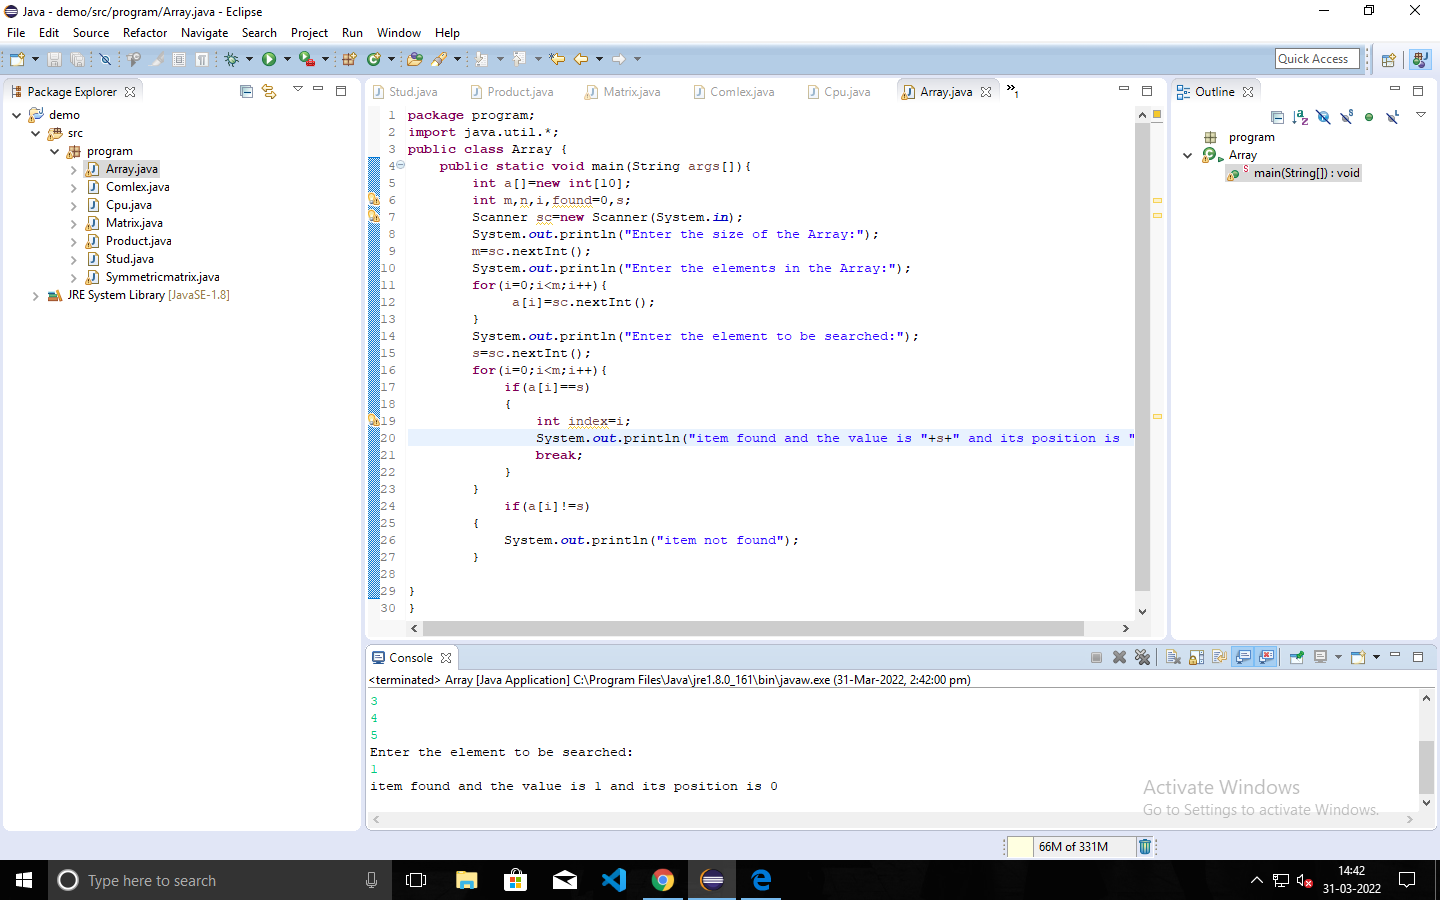 Java - demo/src/program/Array.java - Eclipse
File Edit Source Refactor Navigate Search Project Run Window Help
Quick Access
Package Explorer
demo
src
program
Array.java
Comlex.java
Cpu.java
Matrix.java
Product.java
Stud.java
Symmetricmatrix.java
JRE System Library [JavaSE-1.8]
Stud.java Product.java Matrix.java Comlex.java Cpu.java Array.java »1
1 package program;
2 import java.util.*;
3 public class Array {
4 public static void main(String args[]){
5 int a[]=new int[10];
6 int m,n,i,found=0,s;
7 Scanner sc=new Scanner(System.in);
8 System.out.println("Enter the size of the Array:");
9 m=sc.nextInt();
10 System.out.println("Enter the elements in the Array:");
11 for(i=0;i<m;i++){
12 a[i]=sc.nextInt();
13 }
14 System.out.println("Enter the element to be searched:");
15 s=sc.nextInt();
16 for(i=0;i<m;i++){
17 if(a[i]==s)
18 {
19 int index=i;
20 System.out.println("item found and the value is "+s+" and its position is "
21 break;
22 }
23 }
24 if(a[i]!=s)
25 {
26 System.out.println("item not found");
27 }
28
29 }
30 }
Outline
program
Array
main(String[]) : void
Console
<terminated> Array [Java Application] C:\Program Files\Java\jre1.8.0_161\bin\javaw.exe (31-Mar-2022, 2:42:00 pm)
3
4
5
Enter the element to be searched:
1
item found and the value is 1 and its position is 0
Activate Windows
Go to Settings to activate Windows.
66M of 331M
Type here to search
14:42
31-03-2022